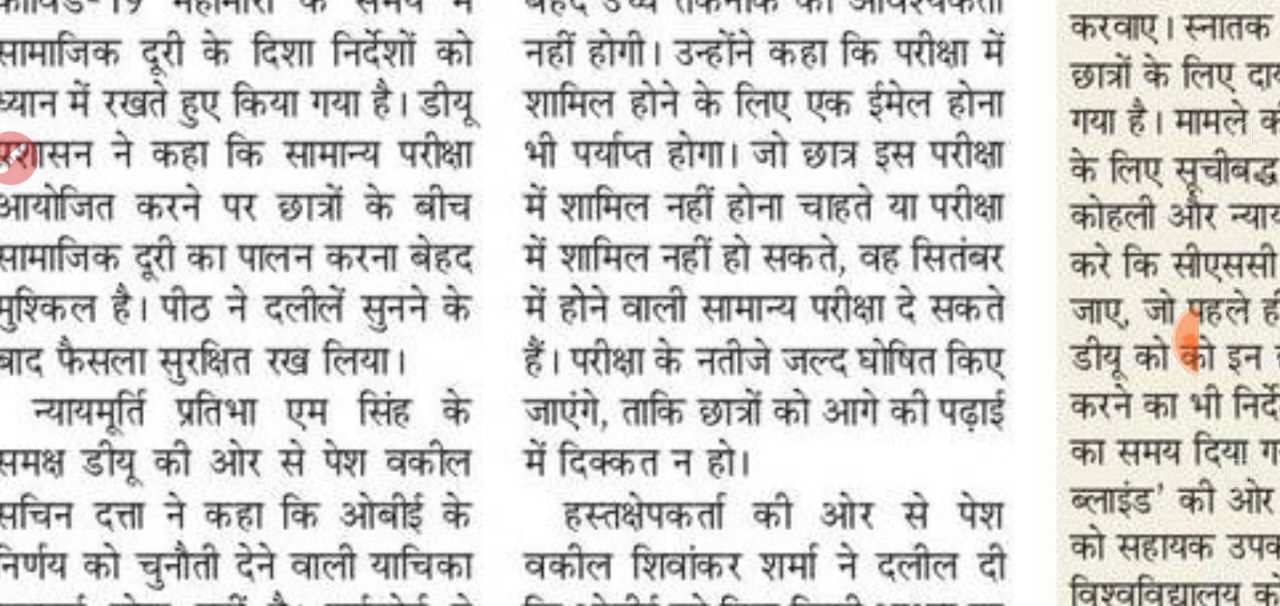 सामाजिक दूरी के दिशा निर्देशों को
ध्यान में रखते हुए किया गया है। डीयू
प्रशासन ने कहा कि सामान्य परीक्षा
आयोजित करने पर छात्रों के बीच
सामाजिक दूरी का पालन करना बेहद
मुश्किल है। पीठ ने दलीलें सुनने के
बाद फैसला सुरक्षित रख लिया।
न्यायमूर्ति प्रतिभा एम सिंह के
समक्ष डीयू की ओर से पेश वकील
सचिन दत्ता ने कहा कि ओबीई के
निर्णय को चुनौती देने वाली याचिका
नहीं होगी। उन्होंने कहा कि परीक्षा में
शामिल होने के लिए एक ईमेल होना
भी पर्याप्त होगा। जो छात्र इस परीक्षा
में शामिल नहीं होना चाहते या परीक्षा
में शामिल नहीं हो सकते, वह सितंबर
में होने वाली सामान्य परीक्षा दे सकते
हैं। परीक्षा के नतीजे जल्द घोषित किए
जाएंगे, ताकि छात्रों को आगे की पढ़ाई
में दिक्कत न हो।
हस्तक्षेपकर्ता की ओर से पेश
वकील शिवांकर शर्मा ने दलील दी
करवाए। स्नातक
छात्रों के लिए
गया है। मामले
के लिए सूचीबद्ध
कोहली और
करे कि सीएससी
जाए, जो पहले
डीयू को को इन
करने का भी
का समय दिया
ब्लाइंड' की ओर
को सहायक
विश्वविद्यालय